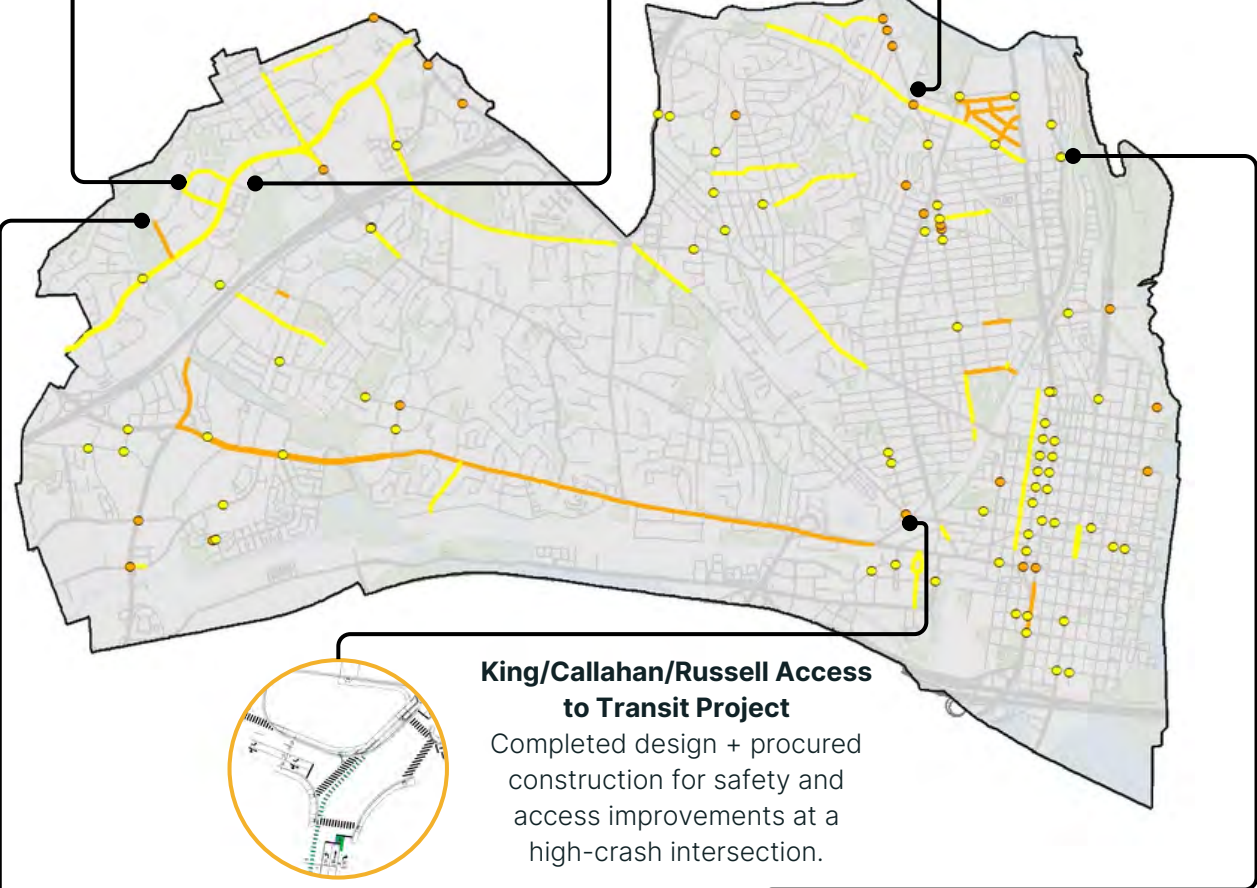 King/Callahan/Russell Access
to Transit Project
Completed design + procured
construction for safety and
access improvements at a
high-crash intersection.